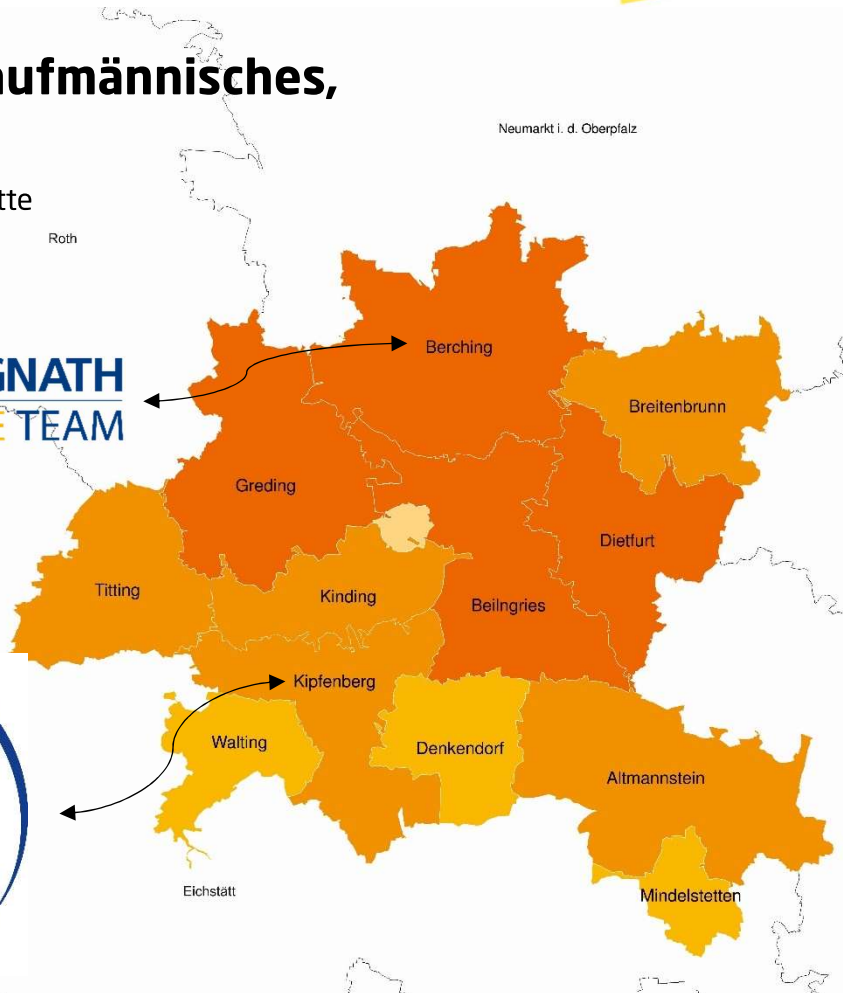 aufmännisches,
Neumarkt i. d. Oberpfalz
tte
Roth
Berching
GNATH
TEAM
Breitenbrunn
Greding
Dietfurt
Titting
Kinding
Beilngries
Kipfenberg
Walting
Denkendorf
Altmannstein
Eichstätt
Mindelstetten